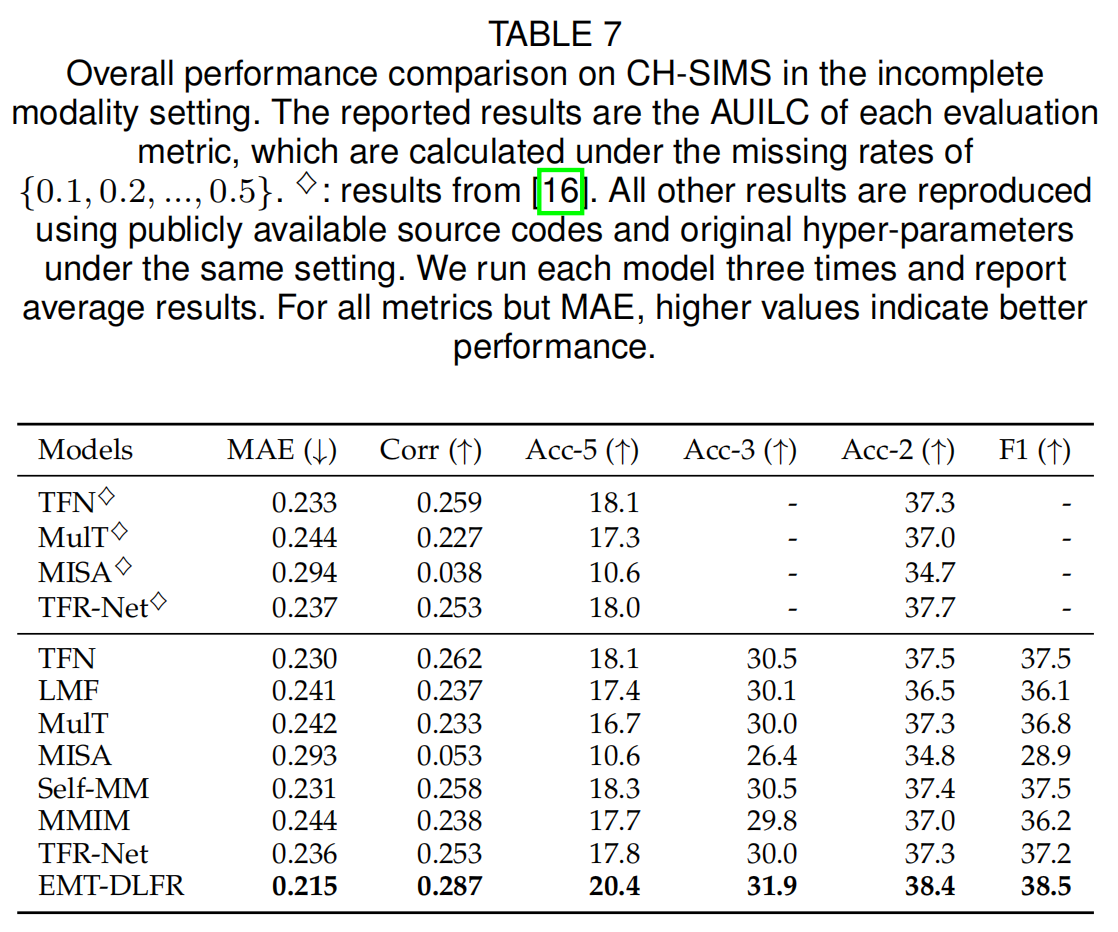 TABLE 7
Overall performance comparison on CH-SIMS in the incomplete
modality setting. The reported results are the AUILC of each evaluation
metric, which are calculated under the missing rates of
{0.1, 0.2, ..., 0.5}. ◇: results from [16]. All other results are reproduced
using publicly available source codes and original hyper-parameters
under the same setting. We run each model three times and report
average results. For all metrics but MAE, higher values indicate better
performance.
Models MAE (↓) Corr (↑) Acc-5 (↑) Acc-3 (↑) Acc-2 (↑) F1 (↑)
TFN◇ 0.233 0.259 18.1 - 37.3 -
MulT◇ 0.244 0.227 17.3 - 37.0 -
MISA◇ 0.294 0.038 10.6 - 34.7 -
TFR-Net◇ 0.237 0.253 18.0 - 37.7 -
TFN 0.230 0.262 18.1 30.5 37.5 37.5
LMF 0.241 0.237 17.4 30.1 36.5 36.1
MulT 0.242 0.233 16.7 30.0 37.3 36.8
MISA 0.293 0.053 10.6 26.4 34.8 28.9
Self-MM 0.231 0.258 18.3 30.5 37.4 37.5
MMIM 0.244 0.238 17.7 29.8 37.0 36.2
TFR-Net 0.236 0.253 17.8 30.0 37.3 37.2
EMT-DLFR 0.215 0.287 20.4 31.9 38.4 38.5